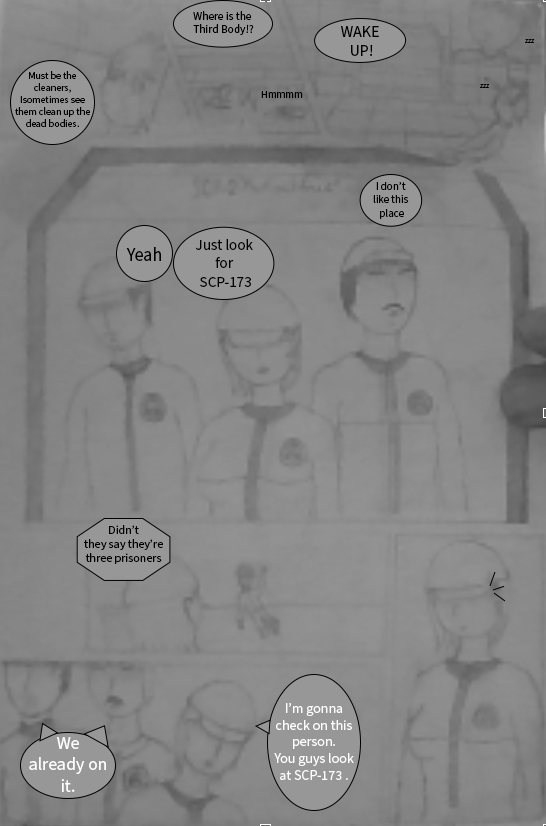 Where is the
Third Body!?
WAKE
UP!
zzz
Must be the
cleaners,
Isometimes see
them clean up the
dead bodies.
Hmmmm
zzz
I don't
like this
place
Yeah
Just look
for
SCP-173
Didn't
they say they're
three prisoners
I'm gonna
check on this
person.
You guys look
at SCP-173 .
We
already on
it.